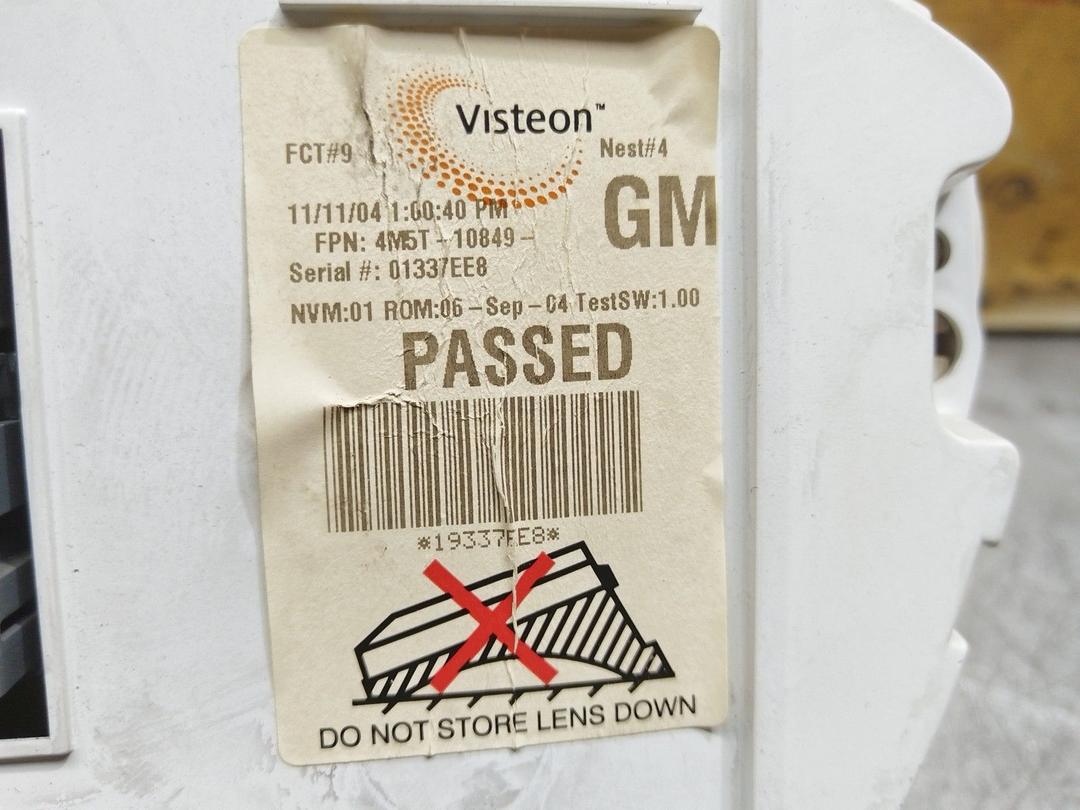 Visteon™
FCT#9 Nest#4
11/11/04 1:00:40 PM GM
FPN: 4M5T-10849-
Serial #: 01337EE8
NVM:01 ROM:06-Sep-04 TestSW:1.00
PASSED
*19337EE8*
DO NOT STORE LENS DOWN